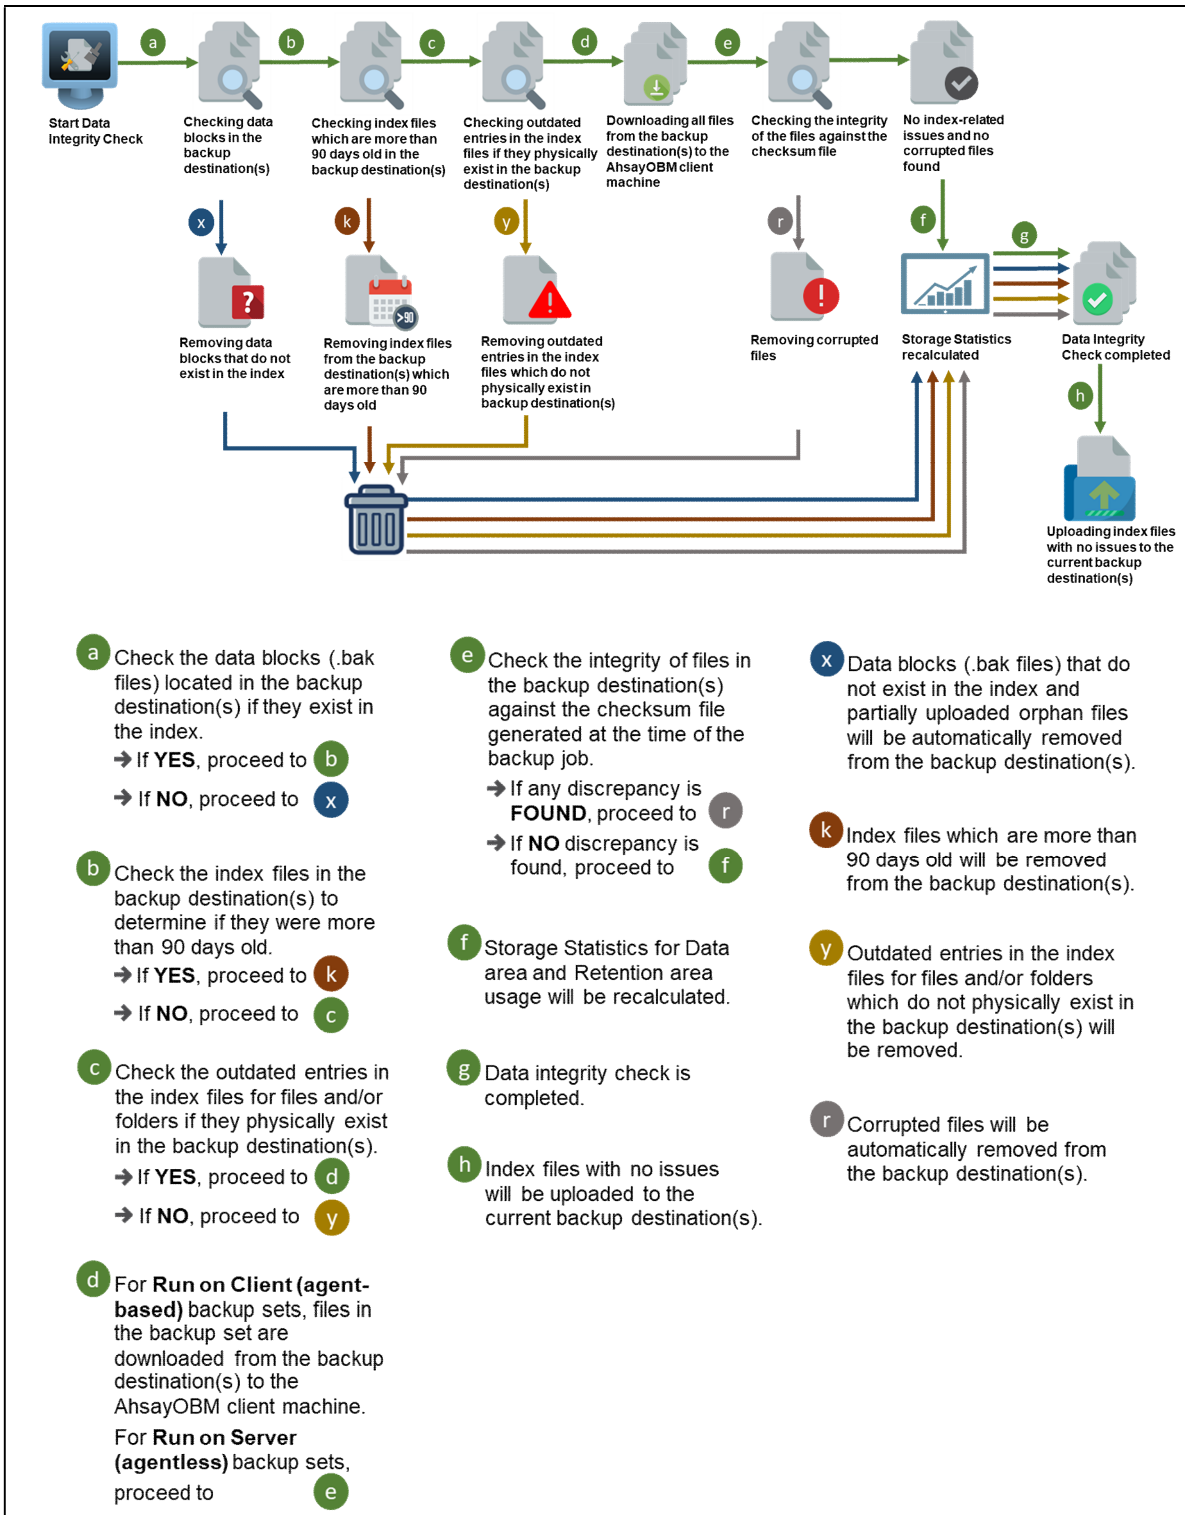 a
b
c
d
e
Start Data
Integrity Check
Checking data
blocks in the
backup
destination(s)
Checking index files
which are more than
90 days old in the
backup destination(s)
Checking outdated
entries in the index
files if they physically
exist in the backup
destination(s)
Downloading all files
from the backup
destination(s) to the
AhsayOBM client
machine
Checking the integrity
of the files against the
checksum file
No index-related
issues and no
corrupted files
found
x
k
y
r
f
g
?
>90
!
!
Removing data
blocks that do not
exist in the index
Removing index files
from the backup
destination(s) which
are more than 90
days old
Removing outdated
entries in the index
files which do not
physically exist in
backup destination(s)
Removing corrupted
files
Storage Statistics
recalculated
Data Integrity
Check completed
h
Uploading index files
with no issues to the
current backup
destination(s)
a
Check the data blocks (.bak
files) located in the backup
destination(s) if they exist in
the index.
➔ If YES, proceed to b
➔ If NO, proceed to x
b
Check the index files in the
backup destination(s) to
determine if they were more
than 90 days old.
➔ If YES, proceed to k
➔ If NO, proceed to c
c
Check the outdated entries in
the index files for files and/or
folders if they physically exist
in the backup destination(s).
➔ If YES, proceed to d
➔ If NO, proceed to y
d
For Run on Client (agent-
based) backup sets, files in
the backup set are
downloaded from the backup
destination(s) to the
AhsayOBM client machine.
For Run on Server
(agentless) backup sets,
proceed to e
e
Check the integrity of files in
the backup destination(s)
against the checksum file
generated at the time of the
backup job.
➔ If any discrepancy is
FOUND, proceed to r
➔ If NO discrepancy is
found, proceed to f
f
Storage Statistics for Data
area and Retention area
usage will be recalculated.
g
Data integrity check is
completed.
h
Index files with no issues
will be uploaded to the
current backup destination(s).
x
Data blocks (.bak files) that do
not exist in the index and
partially uploaded orphan files
will be automatically removed
from the backup destination(s).
k
Index files which are more than
90 days old will be removed
from the backup destination(s).
y
Outdated entries in the index
files for files and/or folders
which do not physically exist in
the backup destination(s) will
be removed.
r
Corrupted files will be
automatically removed from
the backup destination(s).